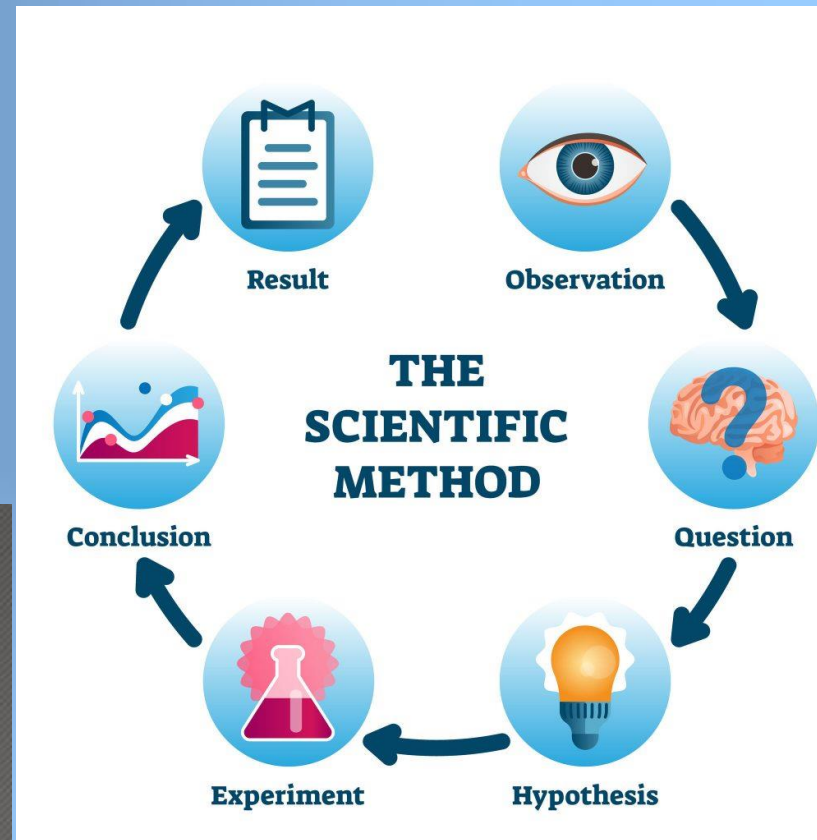 Result
Observation
THE
SCIENTIFIC
METHOD
Conclusion
Question
Experiment
Hypothesis